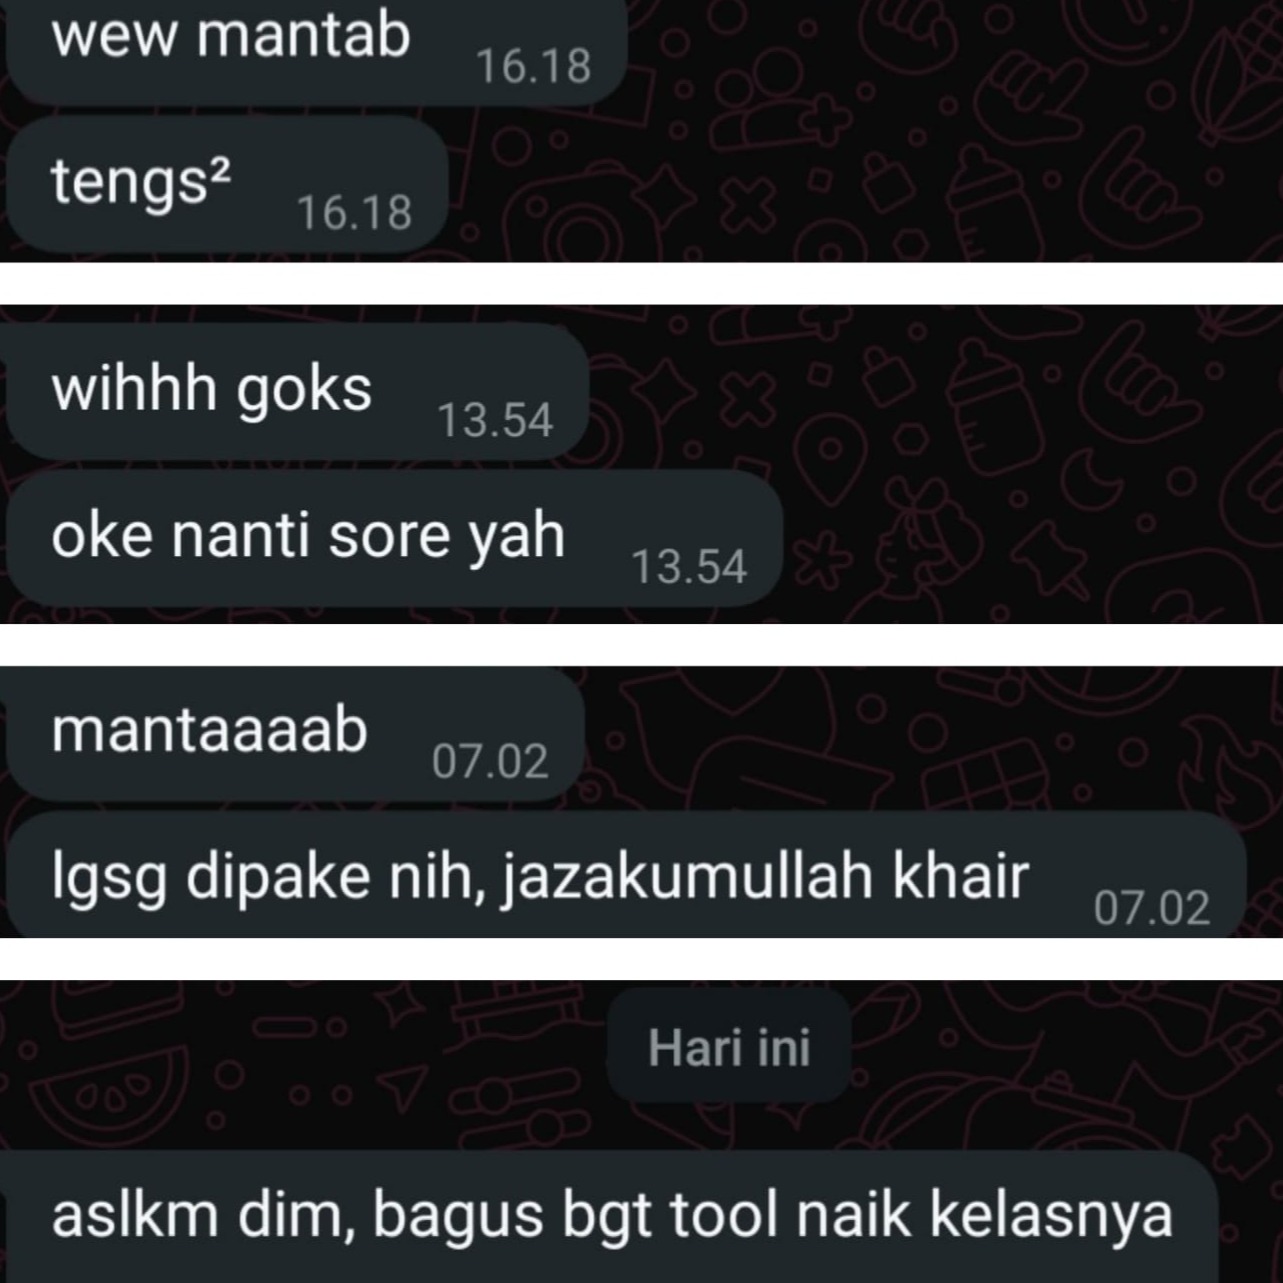 wew mantab
16.18
tengs²
16.18
wihhh goks
13.54
oke nanti sore yah
13.54
mantaaaab
07.02
lgsg dipake nih, jazakumullah khair
07.02
Hari ini
aslkm dim, bagus bgt tool naik kelasnya